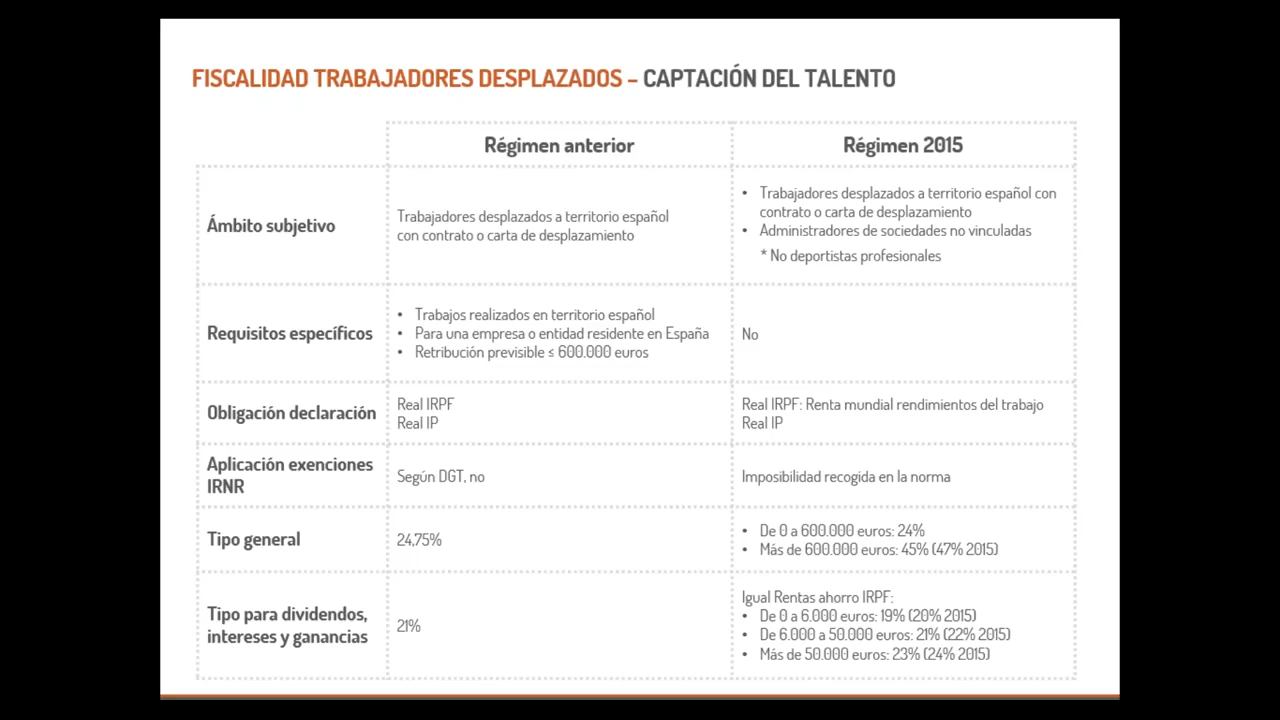 FISCALIDAD TRABAJADORES DESPLAZADOS – CAPTACIÓN DEL TALENTO
Régimen anterior
Régimen 2015
Ámbito subjetivo
Trabajadores desplazados a territorio español
con contrato o carta de desplazamiento
• Trabajadores desplazados a territorio español con
contrato o carta de desplazamiento
• Administradores de sociedades no vinculadas
* No deportistas profesionales
Requisitos específicos
• Trabajos realizados en territorio español
• Para una empresa o entidad residente en España
• Retribución previsible ≤ 600.000 euros
No
Obligación declaración
Real IRPF
Real IP
Real IRPF: Renta mundial rendimientos del trabajo
Real IP
Aplicación exenciones
IRNR
Según DGT, no
Imposibilidad recogida en la norma
Tipo general
24,75%
• De 0 a 600.000 euros: 24%
• Más de 600.000 euros: 45% (47% 2015)
Tipo para dividendos,
intereses y ganancias
21%
Igual Rentas ahorro IRPF:
• De 0 a 6.000 euros: 19% (20% 2015)
• De 6.000 a 50.000 euros: 21% (22% 2015)
• Más de 50.000 euros: 23% (24% 2015)